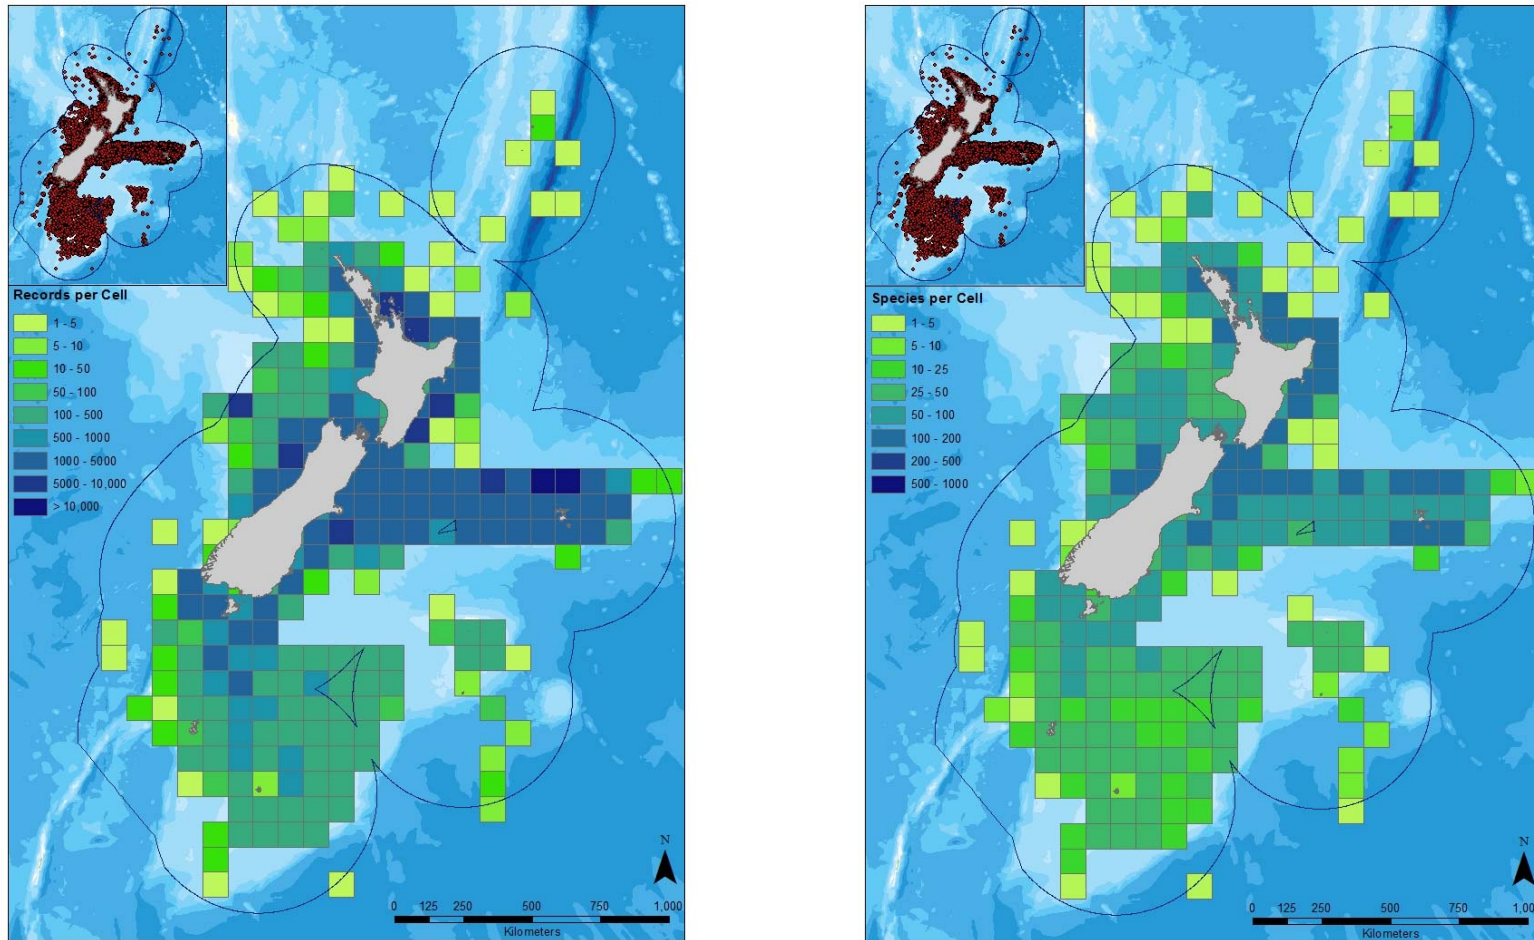 Records per Cell
1 - 5
5 - 10
10 - 50
50 - 100
100 - 500
500 - 1000
1000 - 5000
5000 - 10,000
> 10,000
N
0 125 250 500 750 1,000
Kilometers
Species per Cell
1 - 5
5 - 10
10 - 25
25 - 50
50 - 100
100 - 200
200 - 500
500 - 1000
N
0 125 250 500 750 1,00
Kilometers